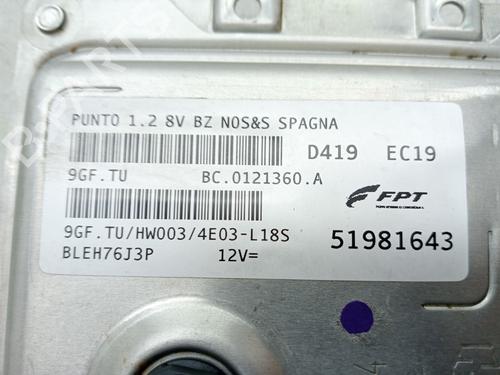 PUNTO 1.2 8V BZ N0S&S SPAGNA
D419 EC19
9GF.TU BC.0121360.A
FPT
9GF.TU/HW003/4E03-L18S 51981643
BLEH76J3P 12V=